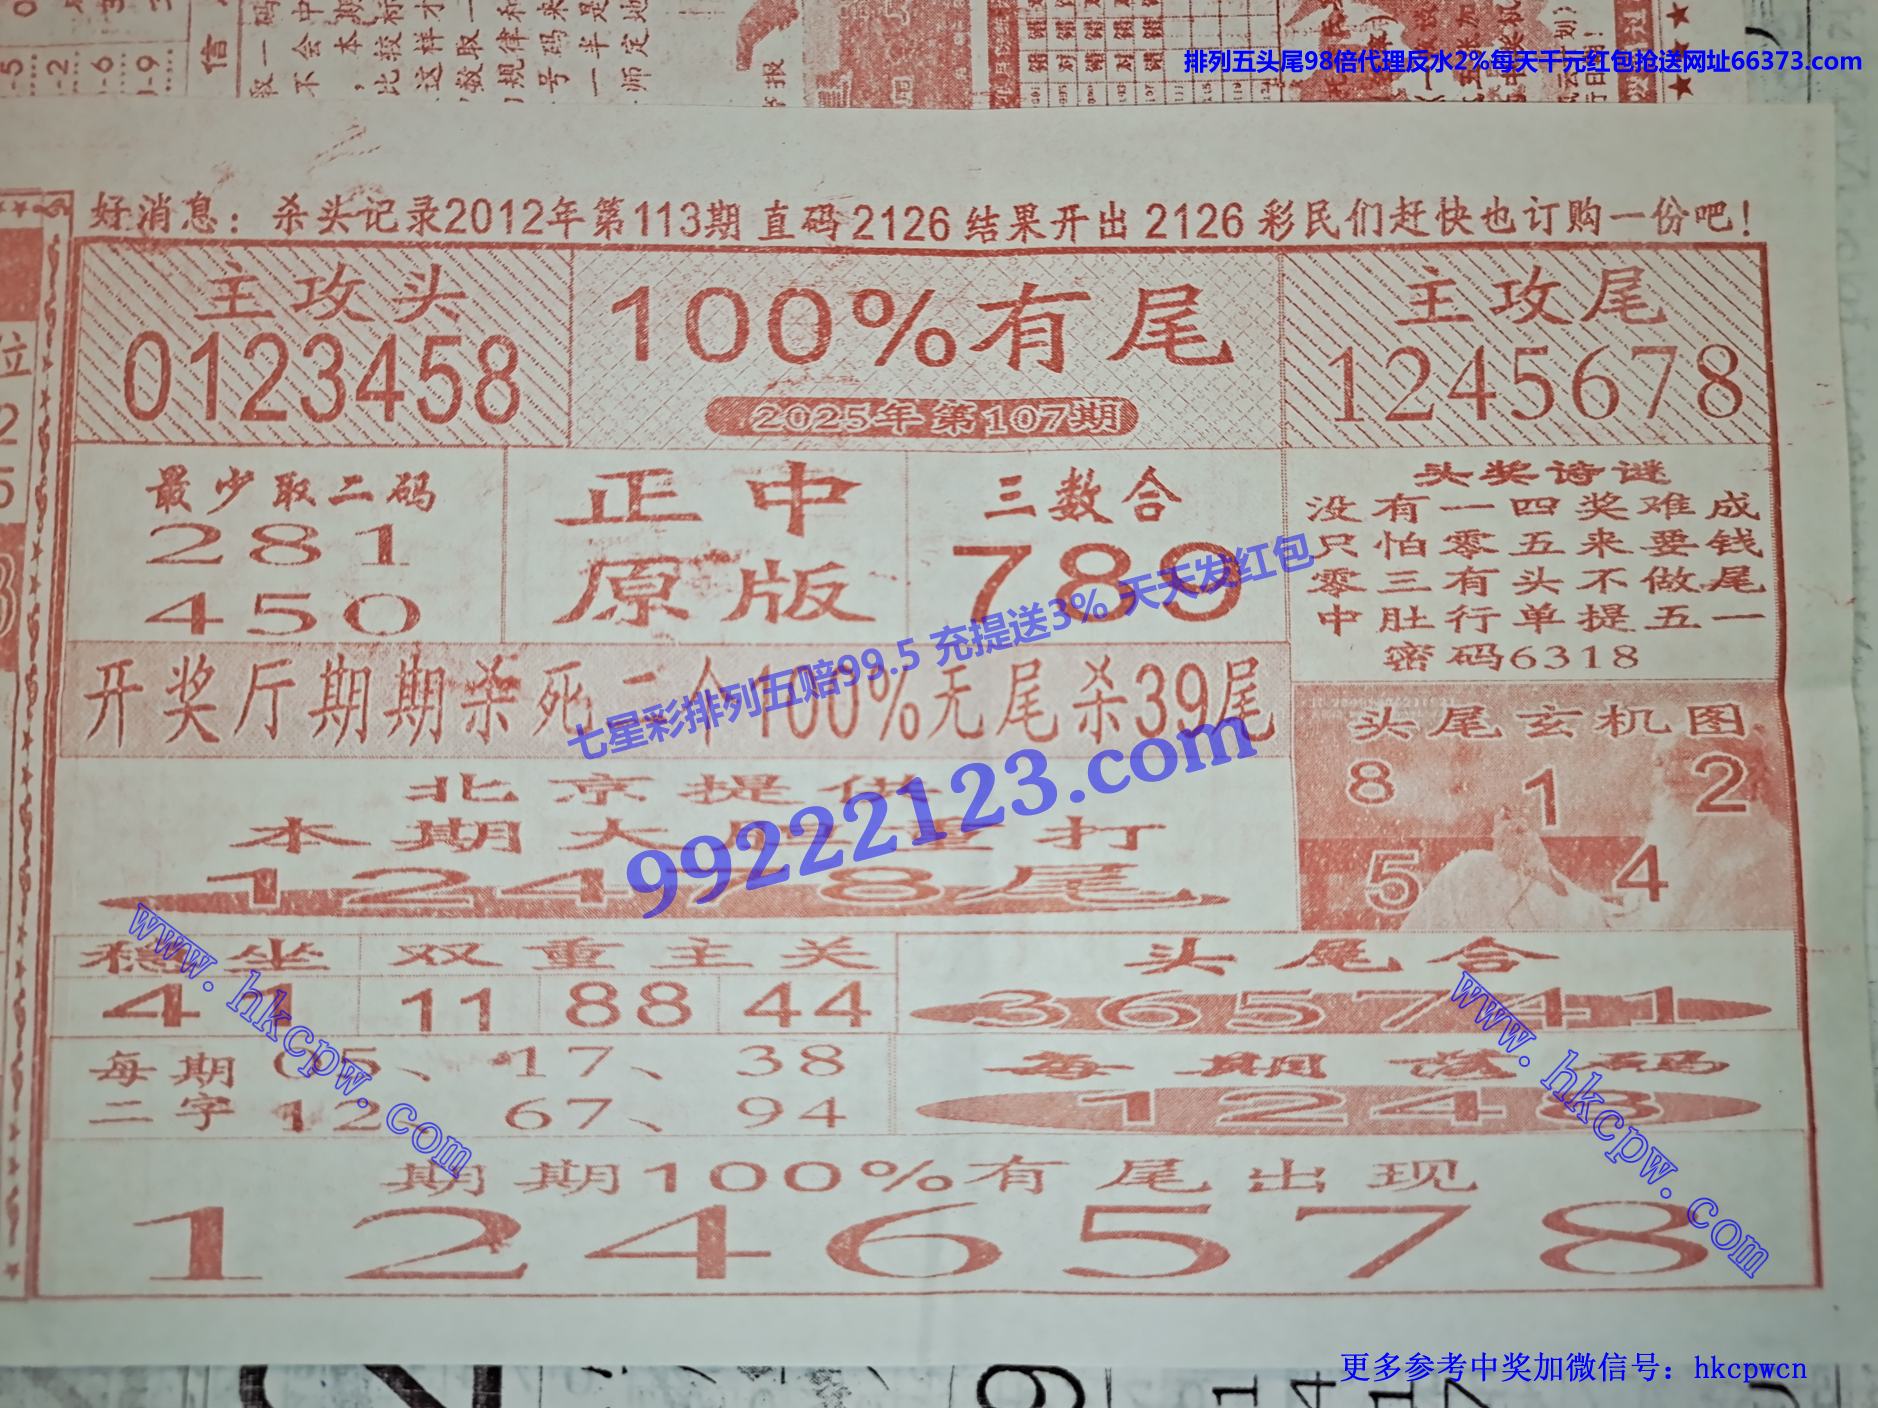 排列五头尾98倍代理反水2%每天千元红包抢送网址66373.com
好消息：杀头记录2012年第113期 直码 2126 结果开出 2126 彩民们赶快也订购一份吧！
主攻头
0123458
100%有尾
2025年第107期
主攻尾
1245678
最少取二码
281
450
正中
原版
三数合
789
头奖诗谜
没有一四奖难成
只怕零五来要钱
零三有头不做尾
中肚行单提五一
密码6318
开奖厅期期杀死二个100%无尾杀39尾
头尾玄机图
8 1 2
5 4
北京提供
本期大胆重打
12478尾
稳坐 双重主关
41 11 88 44
头尾合
365741
每期 05、17、38
二字 12、67、94
每期落码
1248
期期100%有尾出现
1246578
七星彩排列五赔99.5 充提送3% 天天发红包
99222123.com
www.hkcpw.com
www.hkcpw.com
更多参考中奖加微信号：hkcpwcn